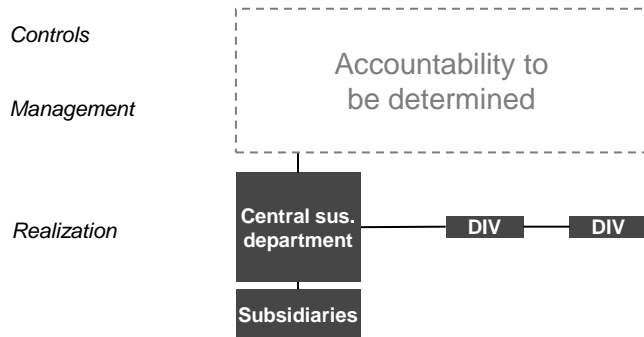 Controls
Accountability to
be determined
Management
Central sus.
department
Realization
DIV
DIV
Subsidiaries